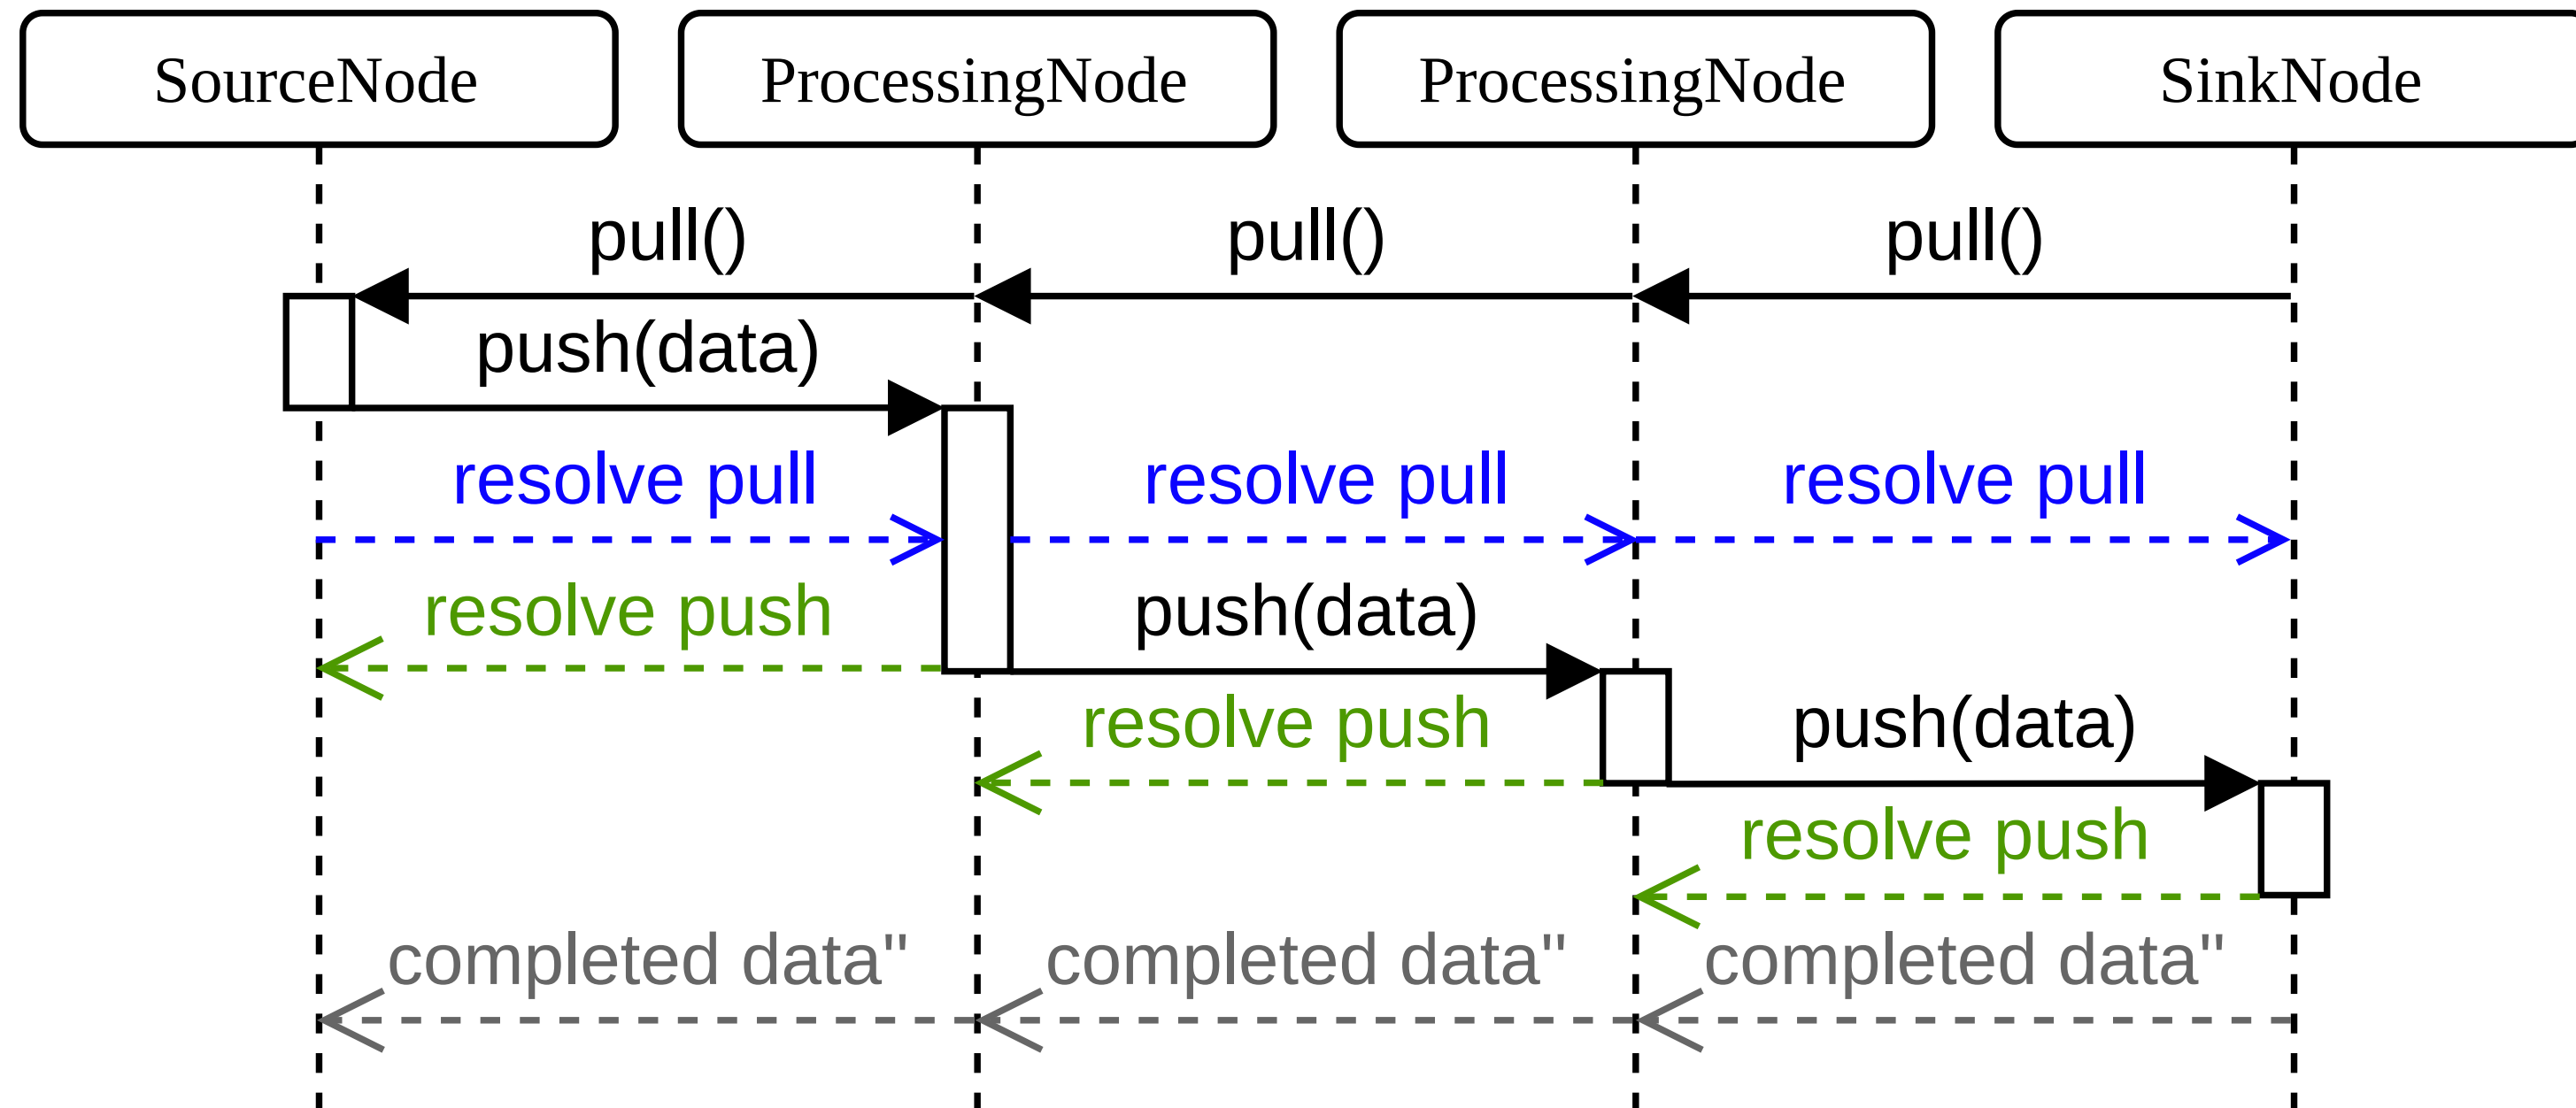 SourceNode
ProcessingNode
ProcessingNode
SinkNode
pull()
pull()
pull()
push(data)
resolve pull
resolve pull
resolve pull
resolve push
push(data)
resolve push
push(data)
resolve push
completed data"
completed data"
completed data"